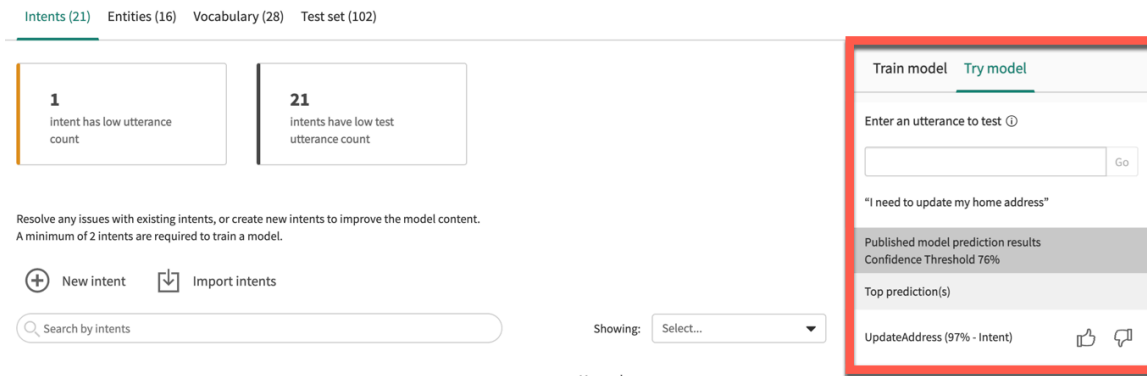 Intents (21) Entities (16) Vocabulary (28) Test set (102)
1
intent has low utterance
count
21
intents have low test
utterance count
Resolve any issues with existing intents, or create new intents to improve the model content.
A minimum of 2 intents are required to train a model.
New intent Import intents
Search by intents
Showing: Select...
Train model Try model
Enter an utterance to test
Go
“I need to update my home address”
Published model prediction results
Confidence Threshold 76%
Top prediction(s)
UpdateAddress (97% - Intent)